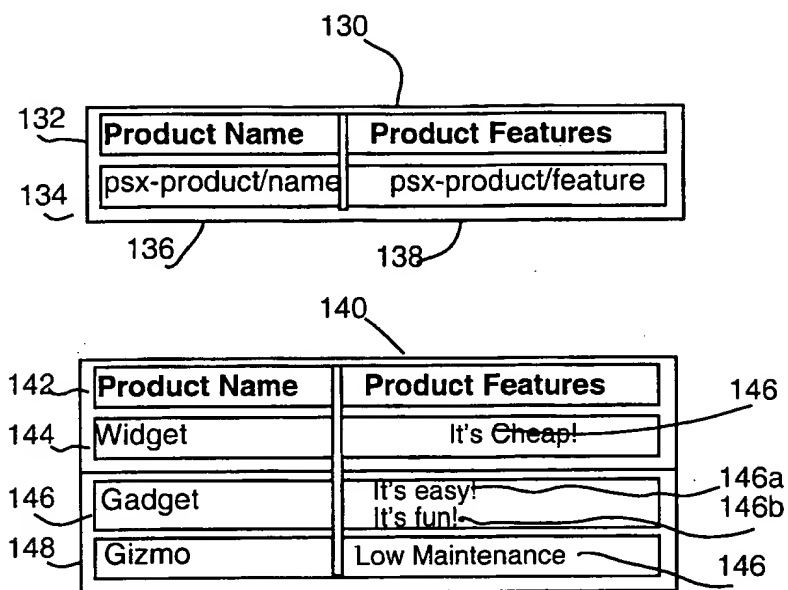 130
132 Product Name Product Features
134 psx-product/name psx-product/feature
136 138
140
142 Product Name Product Features
144 Widget It's Cheap! 146
146 Gadget It's easy! 146a
It's fun! 146b
148 Gizmo Low Maintenance 146